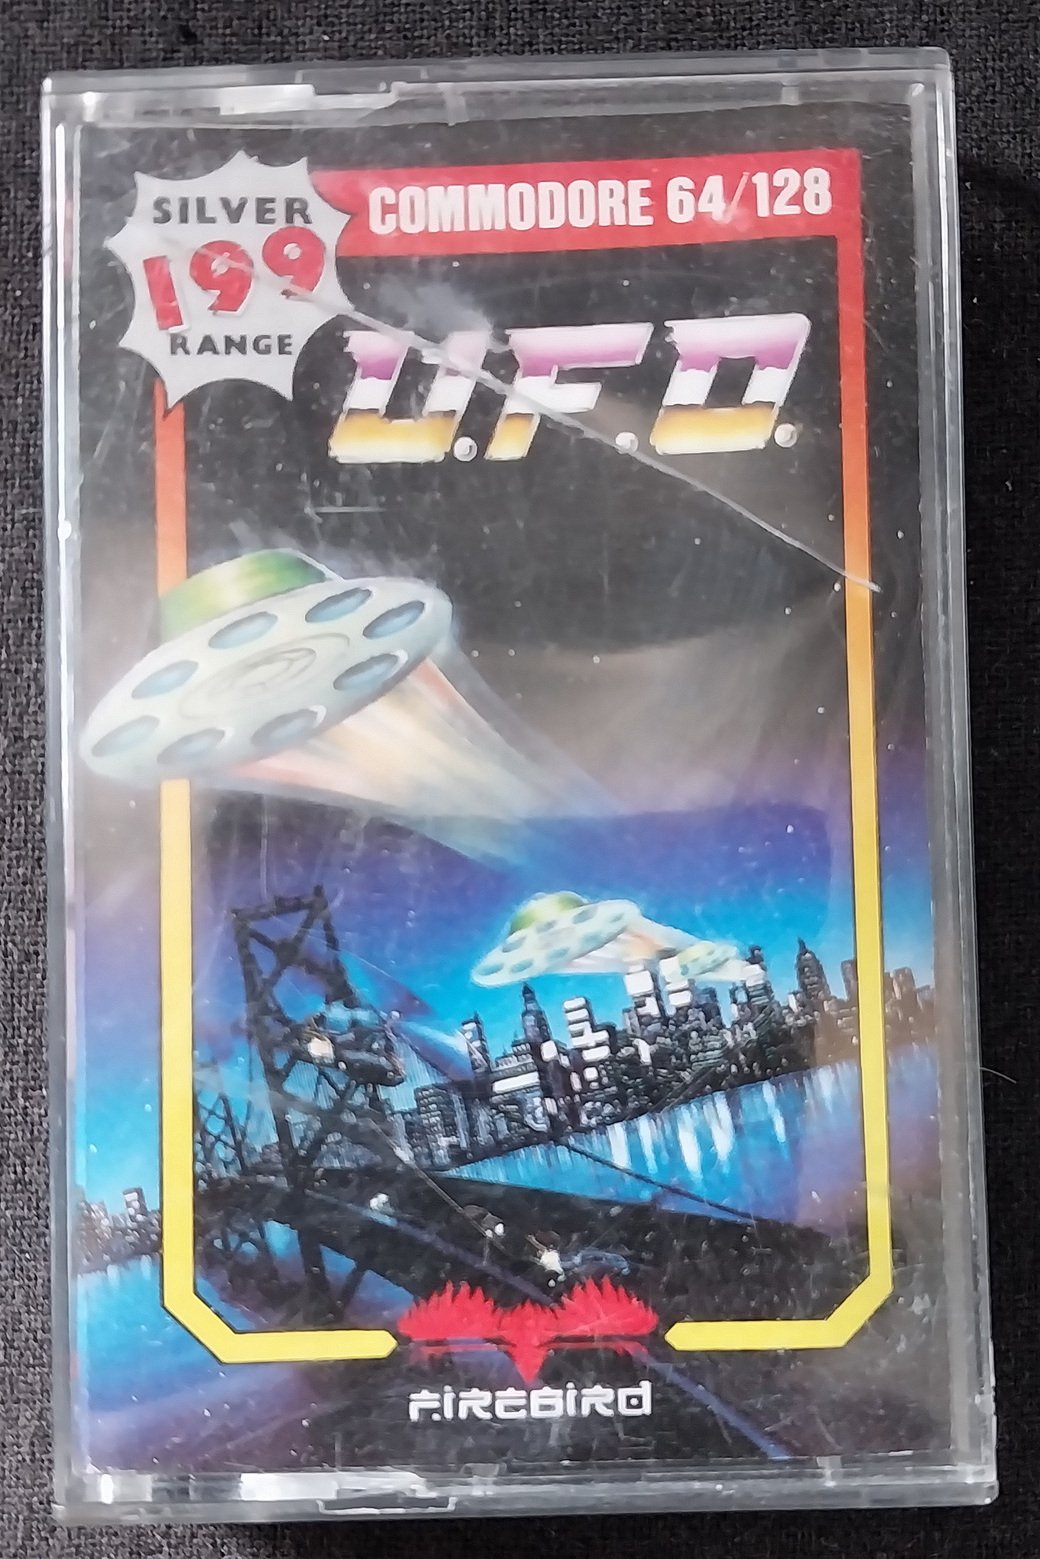 SILVER
199
RANGE
COMMODORE 64/128
U.F.O.
FIREBIRD